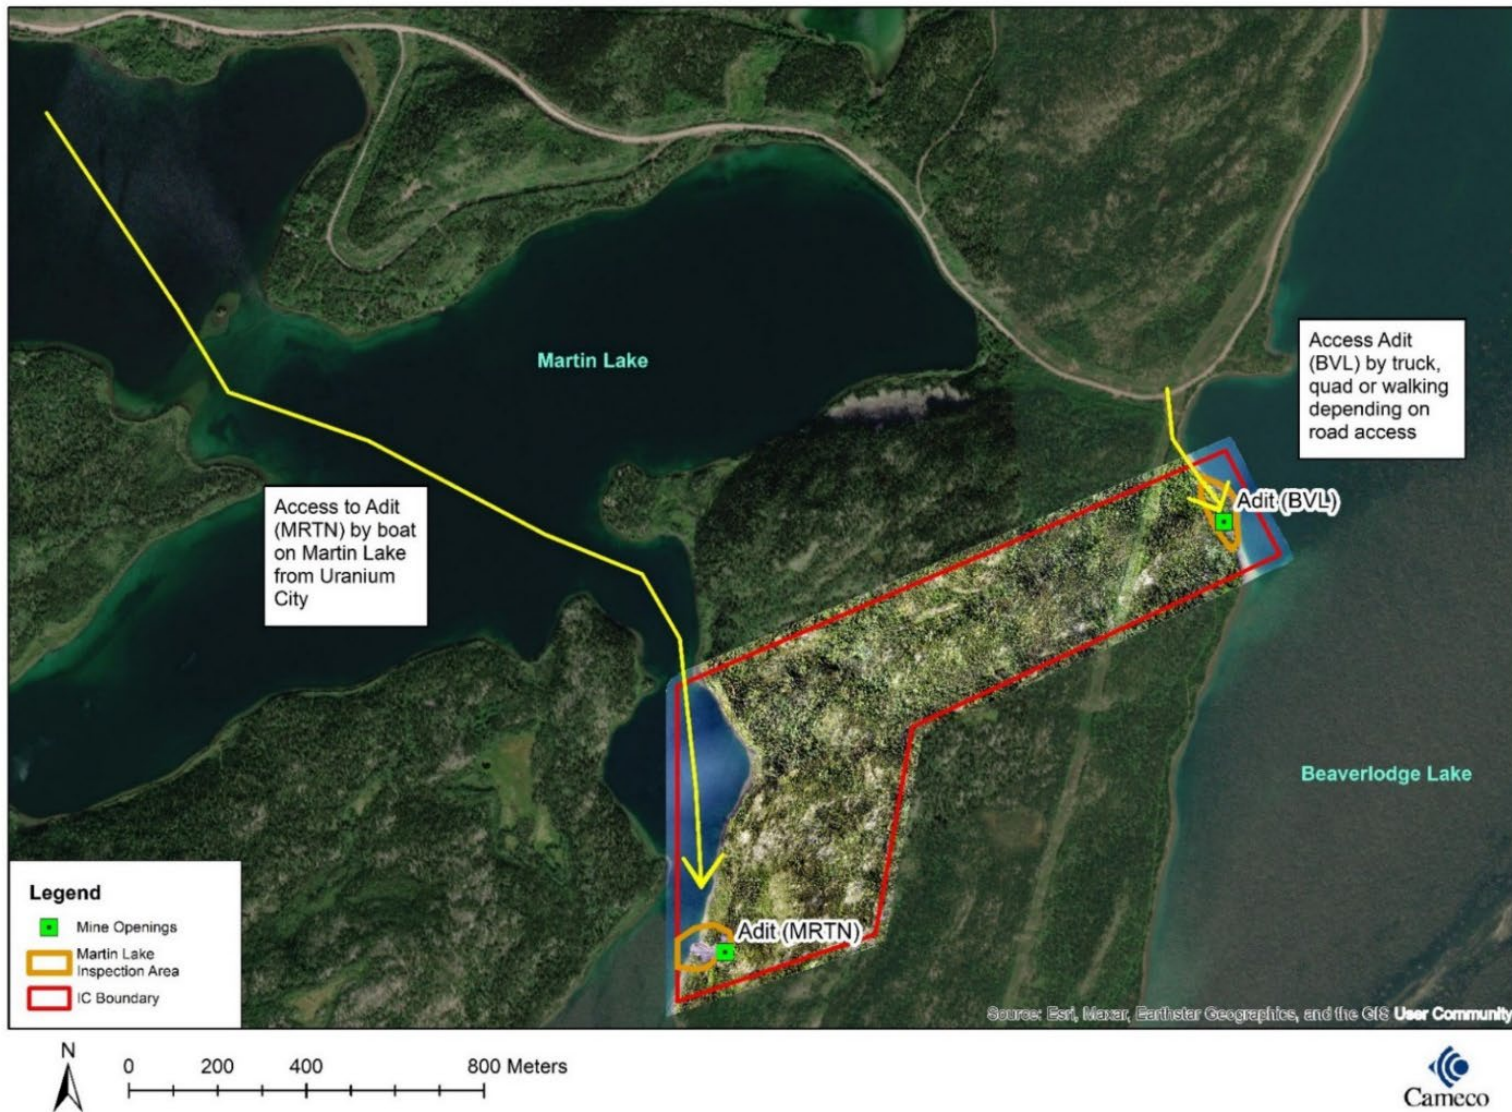 Martin Lake
Access Adit
(BVL) by truck,
quad or walking
depending on
road access
Adit (BVL)
Access to Adit
(MRTN) by boat
on Martin Lake
from Uranium
City
Beaverlodge Lake
Adit (MRTN)
Legend
Mine Openings
Martin Lake
Inspection Area
IC Boundary
Source: Esri, Maxar, Earthstar Geographics, and the GIS User Community
N
0 200 400 800 Meters
Cameco